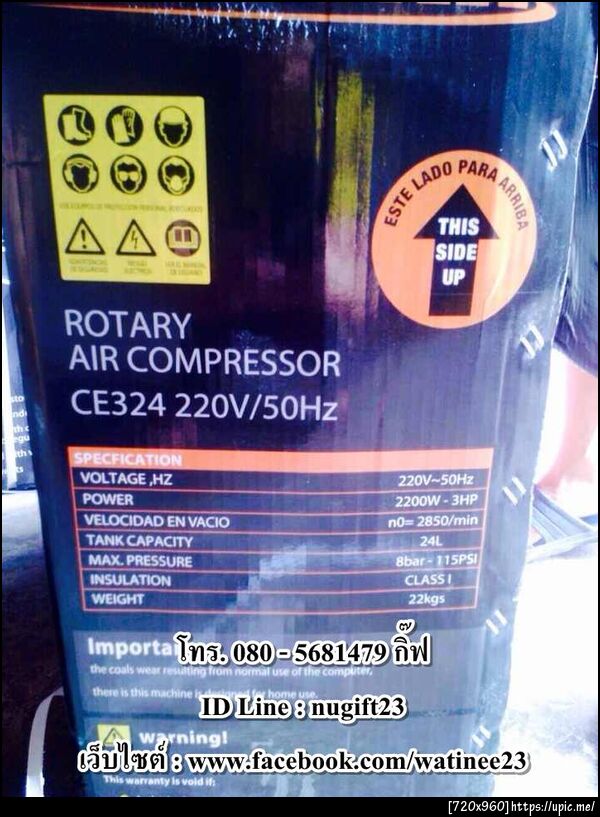 ESTE LADO PARA ARRIBA
THIS
SIDE
UP
ROTARY
AIR COMPRESSOR
CE324 220V/50Hz
SPECFICATION
VOLTAGE ,HZ 220V~50Hz
POWER 2200W - 3HP
VELOCIDAD EN VACIO n0= 2850/min
TANK CAPACITY 24L
MAX. PRESSURE 8bar - 115PSI
INSULATION CLASS I
WEIGHT 22kgs
โทร. 080 - 5681479 กิ๊ฟ
the coals wear resulting from normal use of the computer,
there is this machine is designed for home use.
ID Line : nugift23
warning!
เว็บไซต์ : www.facebook.com/watinee23
This warranty is void if:
[720x960]https://upic.me/